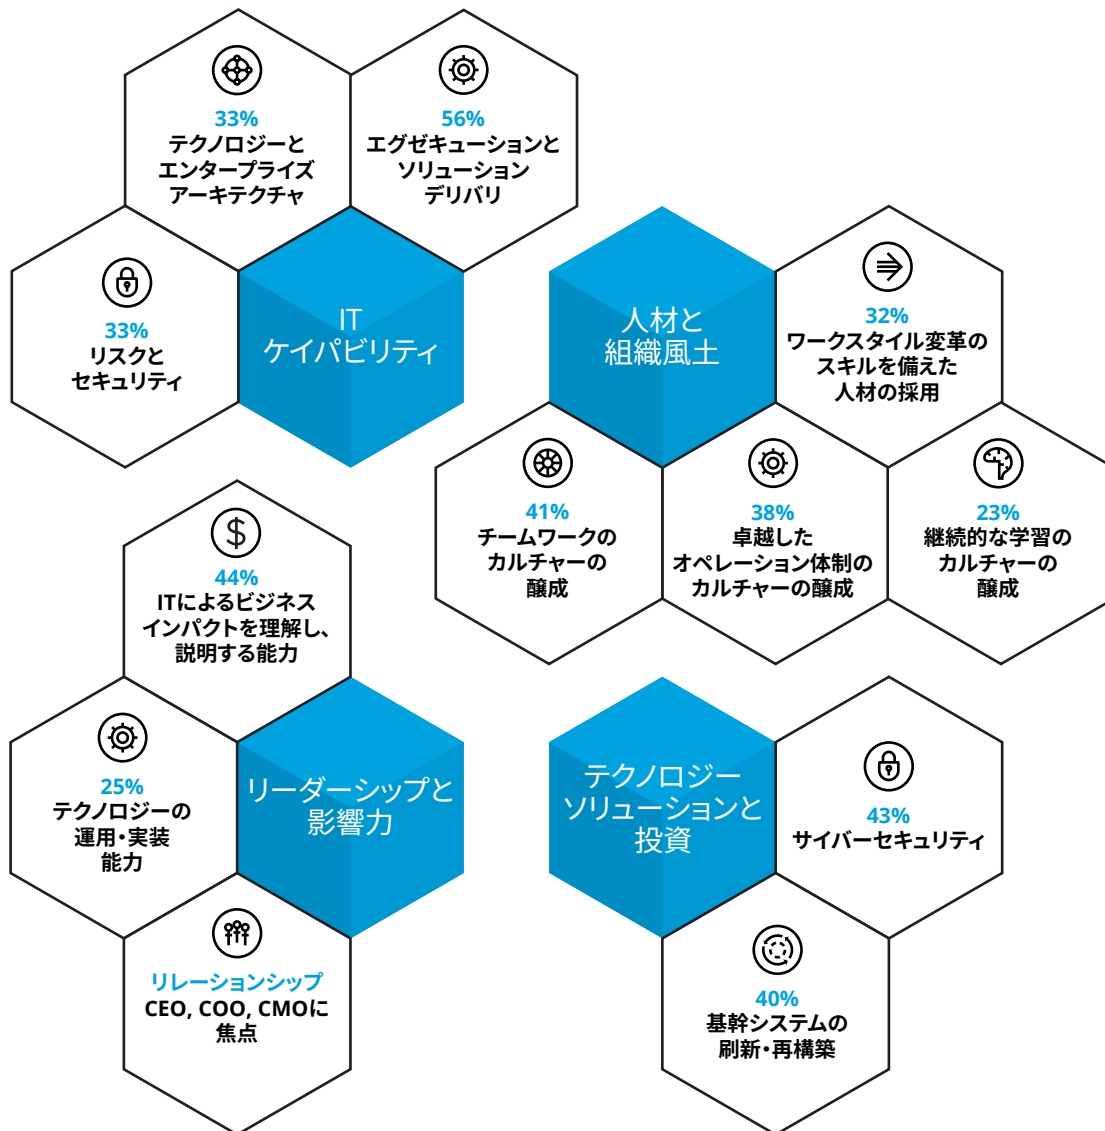 33%
テクノロジーと
エンタープライズ
アーキテクチャ
56%
エグゼキューションと
ソリューション
デリバリ
33%
リスクと
セキュリティ
IT
ケイパビリティ
人材と
組織風土
32%
ワークスタイル変革の
スキルを備えた
人材の採用
41%
チームワークの
カルチャーの
醸成
38%
卓越した
オペレーション体制の
カルチャーの醸成
23%
継続的な学習の
カルチャーの
醸成
$
44%
ITによるビジネス
インパクトを理解し、
説明する能力
25%
テクノロジーの
運用・実装
能力
リーダーシップと
影響力
リレーションシップ
CEO, COO, CMOに
焦点
テクノロジー
ソリューションと
投資
43%
サイバーセキュリティ
40%
基幹システムの
刷新・再構築